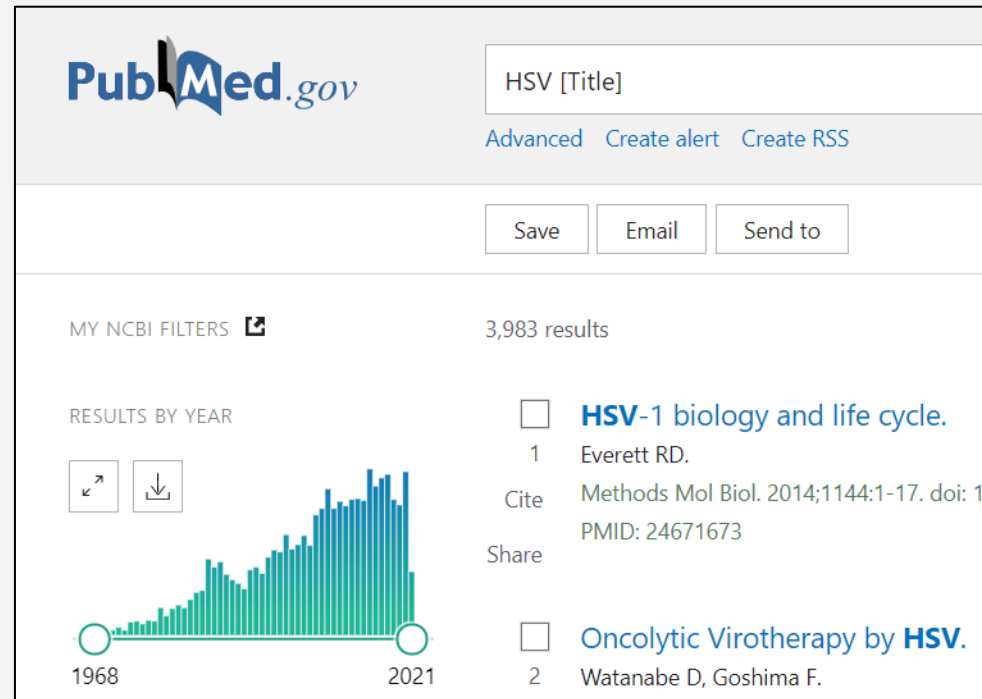 PubMed.gov
HSV [Title]
Advanced Create alert Create RSS
Save Email Send to
MY NCBI FILTERS
3,983 results
RESULTS BY YEAR
HSV-1 biology and life cycle.
1 Everett RD.
Cite Methods Mol Biol. 2014;1144:1-17. doi: 1
PMID: 24671673
Share
1968 2021
Oncolytic Virotherapy by HSV.
2 Watanabe D, Goshima F.